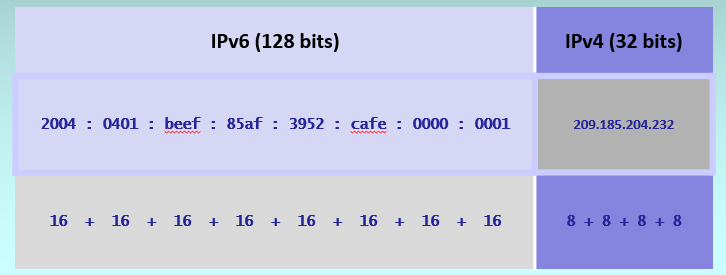 IPv6 (128 bits) IPv4 (32 bits)
2004 : 0401 : beef : 85af : 3952 : cafe : 0000 : 0001 209.185.204.232
16 + 16 + 16 + 16 + 16 + 16 + 16 + 16 8 + 8 + 8 + 8